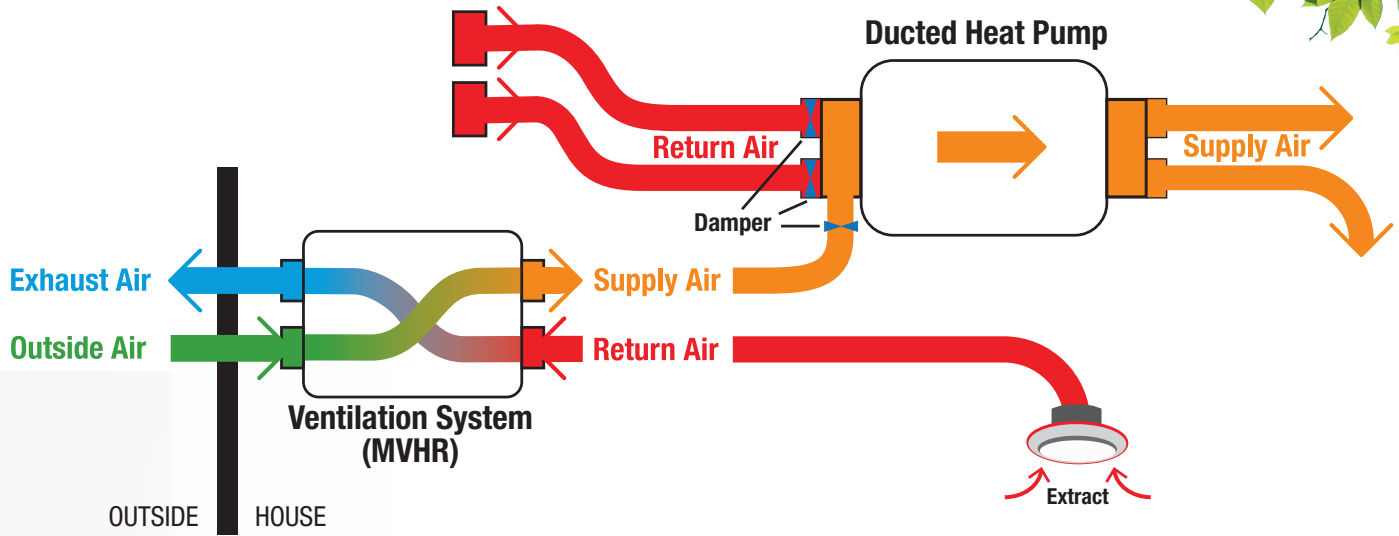 Ducted Heat Pump
Return Air
Supply Air
Damper
Exhaust Air
Supply Air
Outside Air
Return Air
Ventilation System
(MVHR)
Extract
OUTSIDE
HOUSE